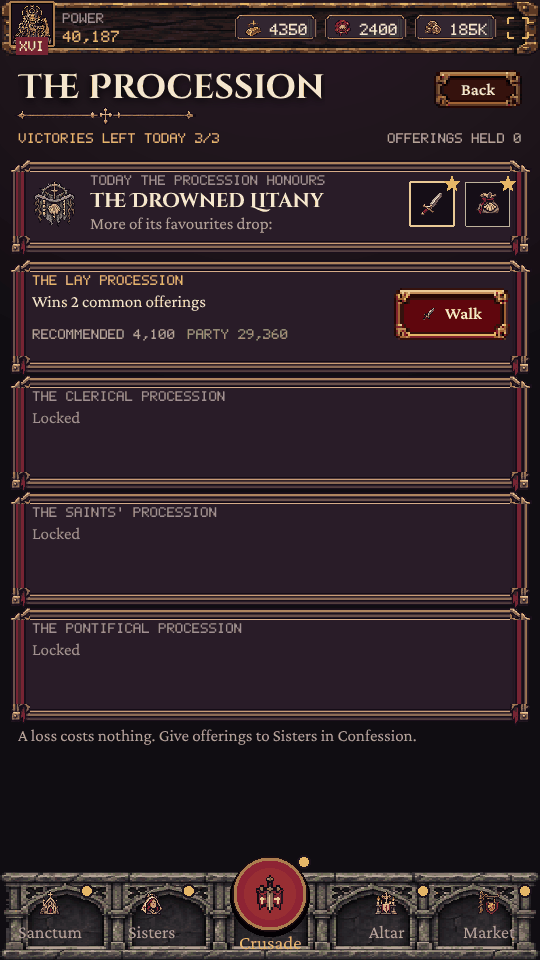 POWER
40,187
XVI
4350
2400
185K
THE PROCESSION
Back
VICTORIES LEFT TODAY 3/3
OFFERINGS HELD 0
TODAY THE PROCESSION HONOURS
THE DROWNED LITANY
More of its favourites drop:
THE LAY PROCESSION
Wins 2 common offerings
RECOMMENDED 4,100 PARTY 29,360
Walk
THE CLERICAL PROCESSION
Locked
THE SAINTS' PROCESSION
Locked
THE PONTIFICAL PROCESSION
Locked
A loss costs nothing. Give offerings to Sisters in Confession.
Sanctum
Sisters
Crusade
Altar
Market